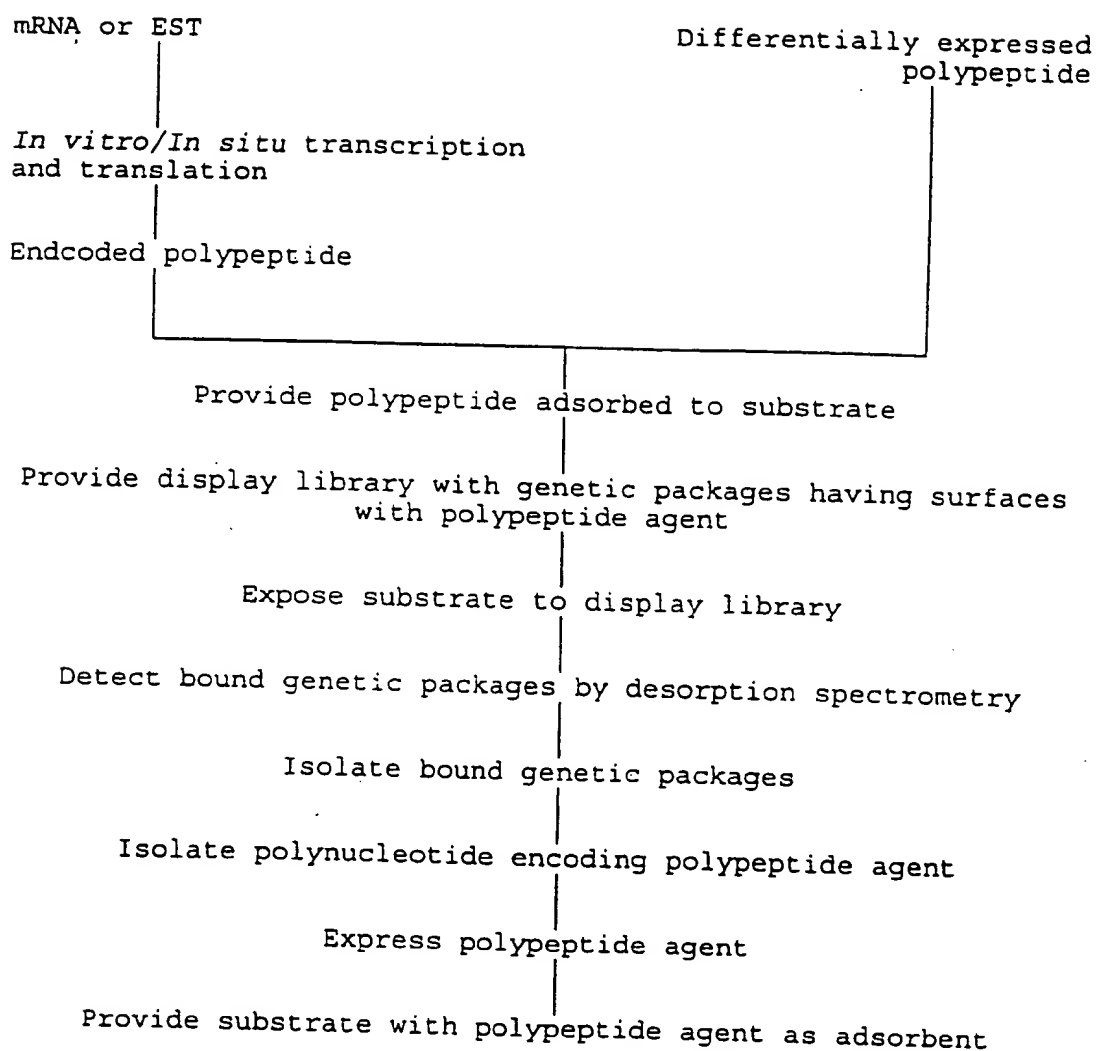 mRNA or EST
Differentially expressed
polypeptide
In vitro/In situ transcription
and translation
Endcoded polypeptide
Provide polypeptide adsorbed to substrate
Provide display library with genetic packages having surfaces
with polypeptide agent
Expose substrate to display library
Detect bound genetic packages by desorption spectrometry
Isolate bound genetic packages
Isolate polynucleotide encoding polypeptide agent
Express polypeptide agent
Provide substrate with polypeptide agent as adsorbent